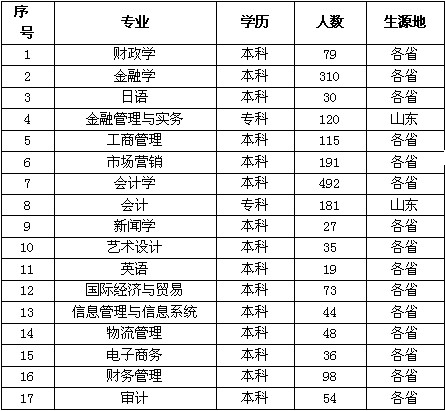 序号 专业 学历 人数 生源地
1 财政学 本科 79 各省
2 金融学 本科 310 各省
3 日语 本科 30 各省
4 金融管理与实务 专科 120 山东
5 工商管理 本科 115 各省
6 市场营销 本科 191 各省
7 会计学 本科 492 各省
8 会计 专科 181 山东
9 新闻学 本科 27 各省
10 艺术设计 本科 35 各省
11 英语 本科 19 各省
12 国际经济与贸易 本科 73 各省
13 信息管理与信息系统 本科 44 各省
14 物流管理 本科 48 各省
15 电子商务 本科 36 各省
16 财务管理 本科 98 各省
17 审计 本科 54 各省